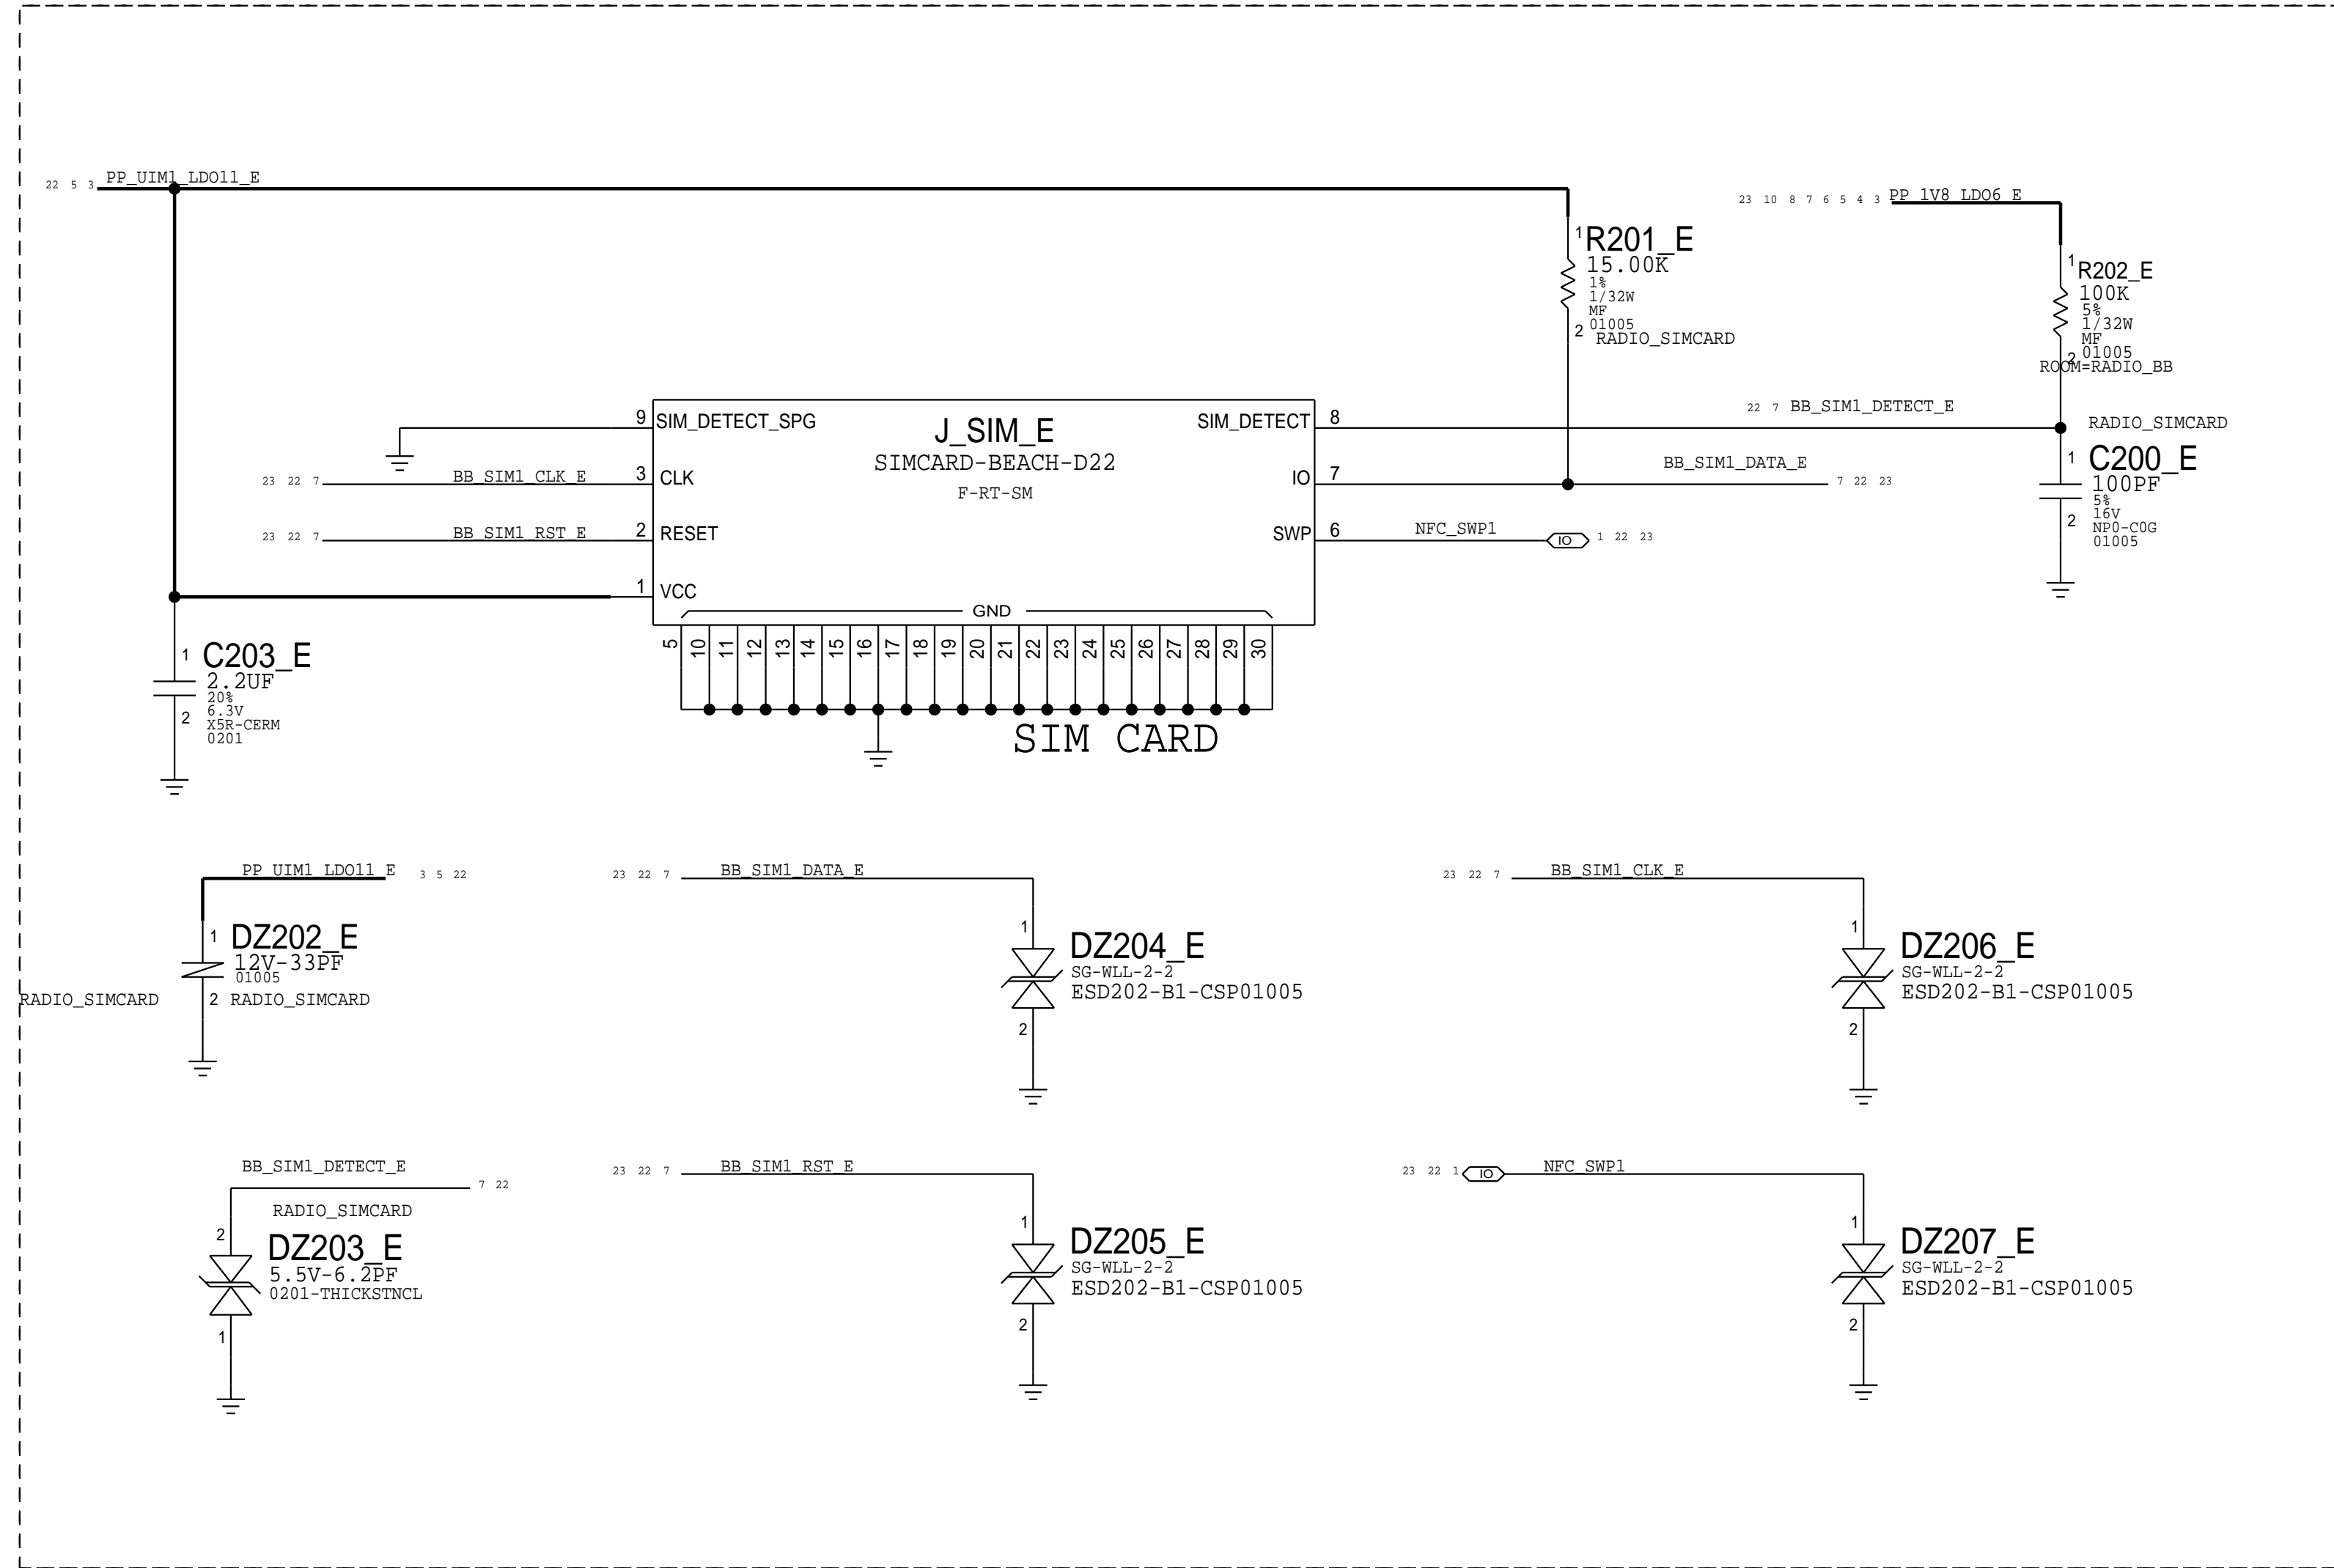 22 5 3 PP_UIM1_LDO11_E
23 10 8 7 6 5 4 3 PP_1V8_LDO6_E
1 R201_E
15.00K
1%
1/32W
MF
01005
2 RADIO_SIMCARD
1 R202_E
100K
5%
1/32W
MF
01005
2
ROOM=RADIO_BB
9 SIM_DETECT_SPG
J_SIM_E
SIMCARD-BEACH-D22
F-RT-SM
SIM_DETECT 8
22 7 BB_SIM1_DETECT_E
RADIO_SIMCARD
23 22 7 BB_SIM1_CLK_E 3 CLK
IO 7 BB_SIM1_DATA_E 7 22 23
23 22 7 BB_SIM1_RST_E 2 RESET
SWP 6 NFC_SWP1 IO 1 22 23
1 VCC
GND
1 C200_E
100PF
5%
16V
2 NP0-C0G
01005
5 10 11 12 13 14 15 16 17 18 19 20 21 22 23 24 25 26 27 28 29 30
SIM CARD
1 C203_E
2.2UF
20%
6.3V
2 X5R-CERM
0201
PP_UIM1_LDO11_E 3 5 22
1 DZ202_E
12V-33PF
01005
RADIO_SIMCARD 2 RADIO_SIMCARD
23 22 7 BB_SIM1_DATA_E
1
DZ204_E
SG-WLL-2-2
ESD202-B1-CSP01005
2
23 22 7 BB_SIM1_CLK_E
1
DZ206_E
SG-WLL-2-2
ESD202-B1-CSP01005
2
BB_SIM1_DETECT_E
7 22
RADIO_SIMCARD
2
DZ203_E
5.5V-6.2PF
0201-THICKSTNCL
1
23 22 7 BB_SIM1_RST_E
1
DZ205_E
SG-WLL-2-2
ESD202-B1-CSP01005
2
23 22 1 IO NFC_SWP1
1
DZ207_E
SG-WLL-2-2
ESD202-B1-CSP01005
2